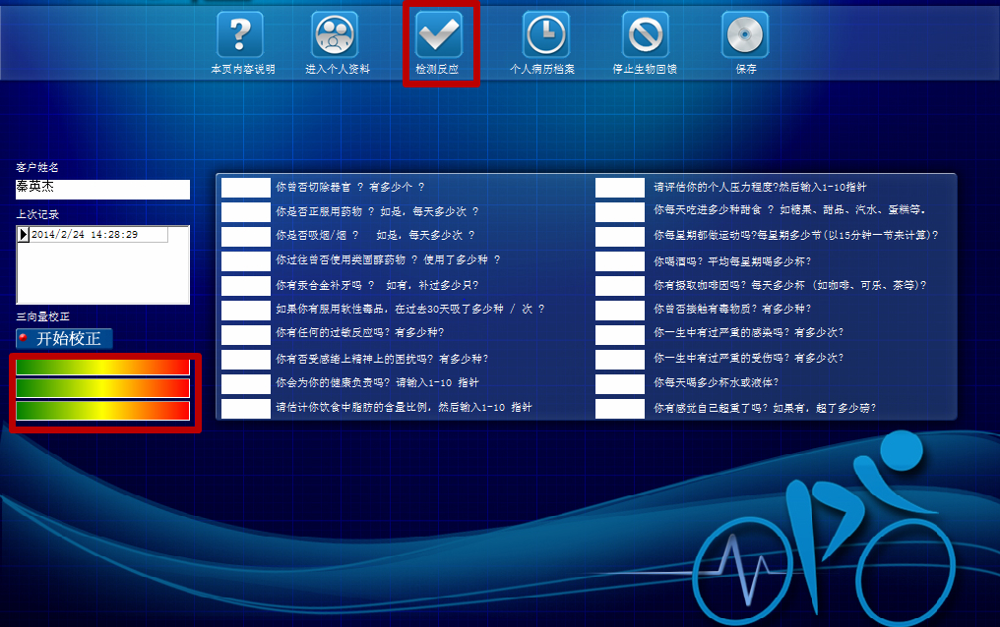 ?
本页内容说明 进入个人资料 检测反应 个人病历档案 停止生物回馈 保存
客户姓名
秦英杰
上次记录
2014/2/24 14:28:29
三向量校正
开始校正
你曾否切除器官 ? 有多少个 ?
你是否正服用药物 ? 如是，每天多少次 ?
你是否吸烟/烟 ? 如是，每天多少次 ?
你过往曾否使用类固醇药物 ? 使用了多少种 ?
你有汞合金补牙吗 ? 如有，补过多少只?
如果你有服用软性毒品，在过去30天吸了多少种 / 次 ?
你有任何的过敏反应吗? 有多少种?
你有否受感绪上精神上的困扰吗? 有多少种?
你会为你的健康负责吗? 请输入1-10 指针
请估计你饮食中脂肪的含量比例，然后输入1-10 指针
请评估你的个人压力程度?然后输入1-10指针
你每天吃进多少种甜食 ? 如糖果、甜品、汽水、蛋糕等。
你每星期都做运动吗?每星期多少节(以15分钟一节来计算)?
你喝酒吗? 平均每星期喝多少杯?
你有摄取咖啡因吗? 每天多少杯 (如咖啡、可乐、茶等)?
你曾否接触有毒物质? 有多少种?
你一生中有过严重的感染吗? 有多少次?
你一生中有过严重的受伤吗? 有多少次?
你每天喝多少杯水或液体?
你有感觉自己超重了吗? 如果有，超了多少磅?